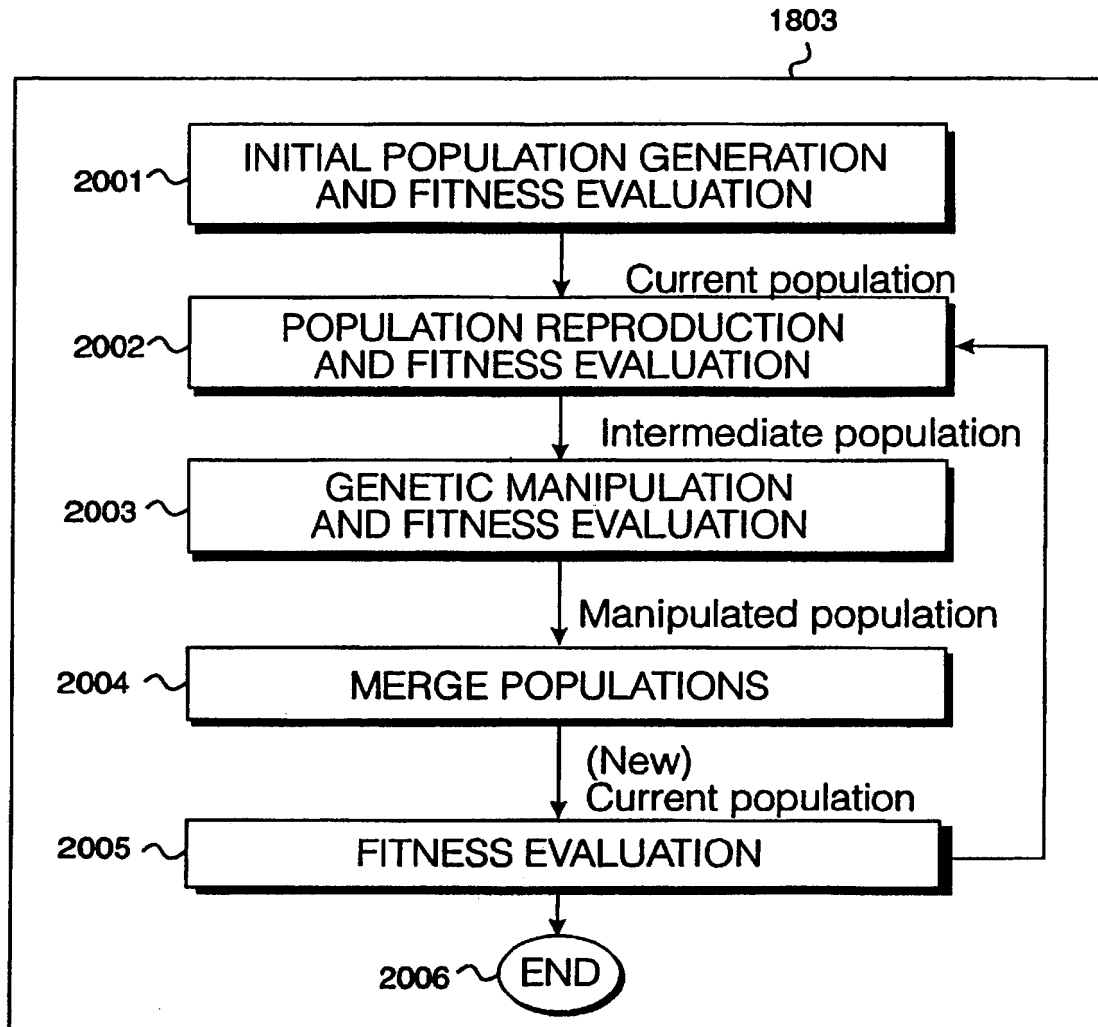 1803
2001
INITIAL POPULATION GENERATION
AND FITNESS EVALUATION
Current population
2002
POPULATION REPRODUCTION
AND FITNESS EVALUATION
Intermediate population
2003
GENETIC MANIPULATION
AND FITNESS EVALUATION
Manipulated population
2004
MERGE POPULATIONS
(New)
Current population
2005
FITNESS EVALUATION
2006
END